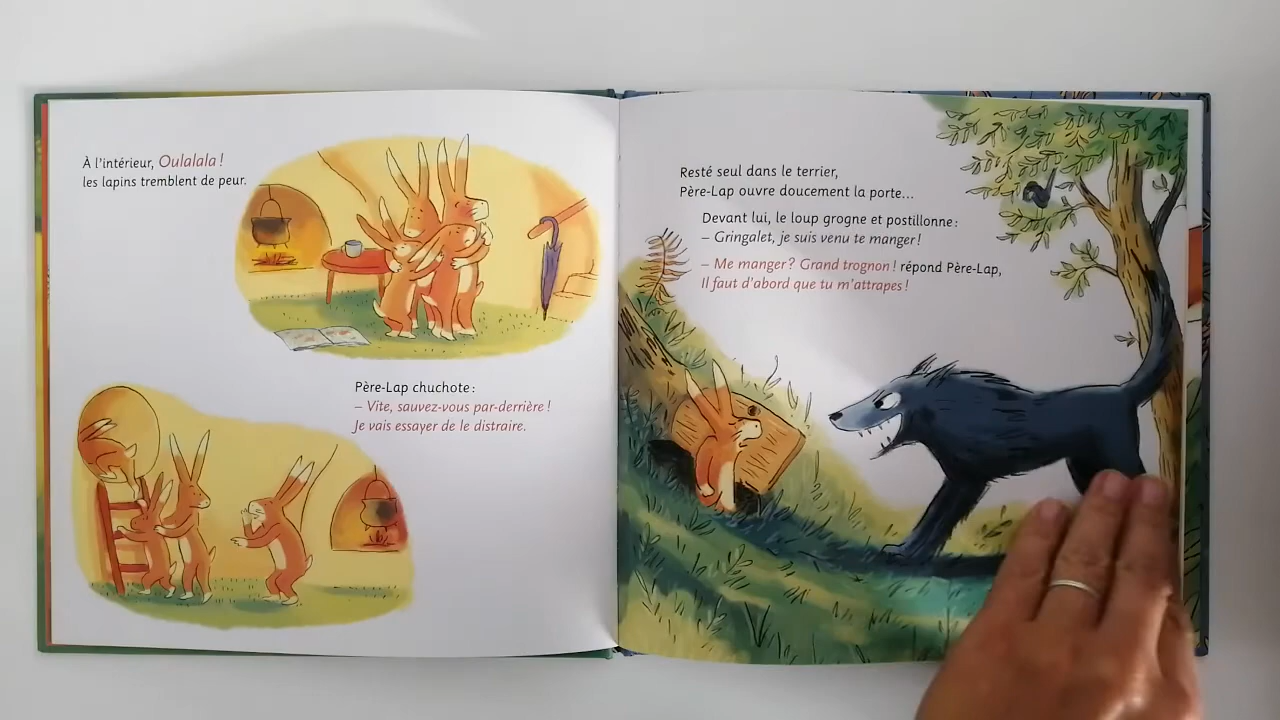 À l'intérieur, Oulalala !
les lapins tremblent de peur.
Père-Lap chuchote :
– Vite, sauvez-vous par-derrière !
Je vais essayer de le distraire.
Resté seul dans le terrier,
Père-Lap ouvre doucement la porte...
Devant lui, le loup grogne et postillonne :
– Gringalet, je suis venu te manger !
– Me manger ? Grand trognon ! répond Père-Lap,
Il faut d'abord que tu m'attrapes !